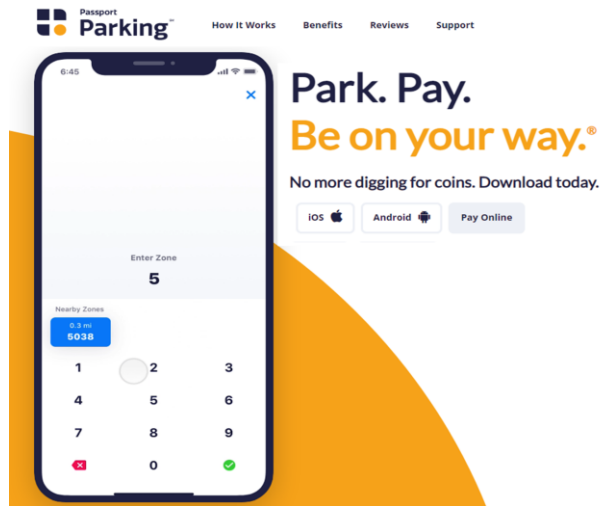 Passport
Parking™
How It Works
Benefits
Reviews
Support
6:45
Park. Pay.
Be on your way.®
No more digging for coins. Download today.
iOS
Android
Pay Online
Enter Zone
5
Nearby Zones
0.3 mi
5038
1 2 3
4 5 6
7 8 9
0